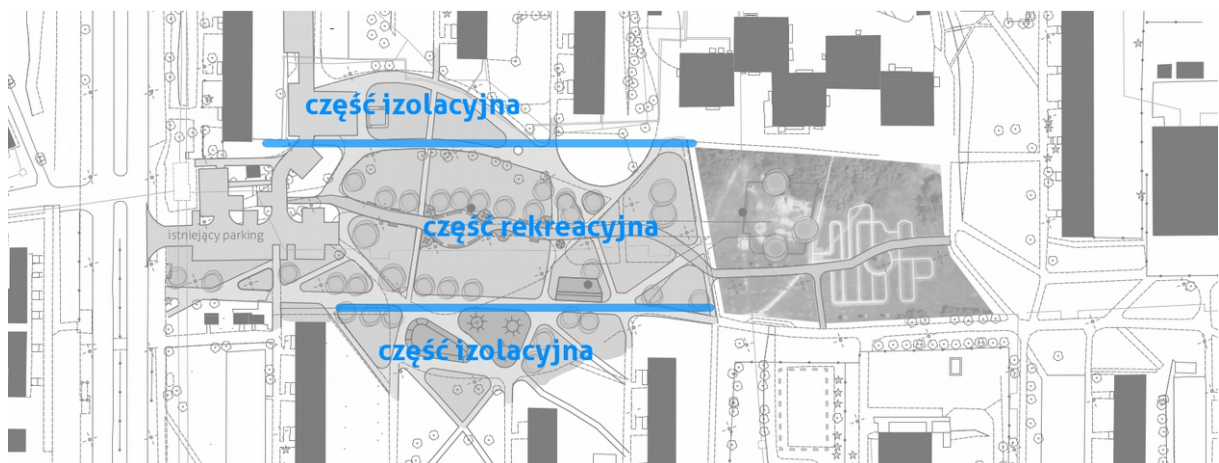 część izolacyjna
część rekreacyjna
istniejący parking
część izolacyjna